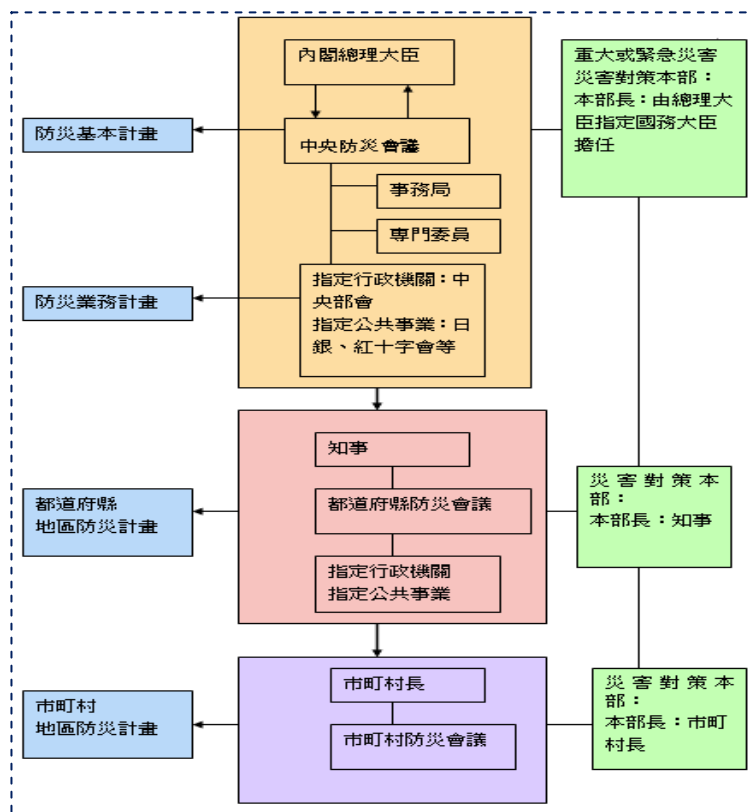 內閣總理大臣
中央防災會議
事務局
専門委員
指定行政機關：中
央部會
指定公共事業：日
銀、紅十字會等
防災基本計畫
防災業務計畫
重大或緊急災害
災害對策本部：
本部長：由總理大
臣指定國務大臣
擔任
知事
都道府縣防災會議
指定行政機關
指定公共事業
都道府縣
地區防災計畫
災害對策本
部：
本部長：知事
市町村長
市町村防災會議
市町村
地區防災計畫
災害對策本
部：
本部長：市町
村長